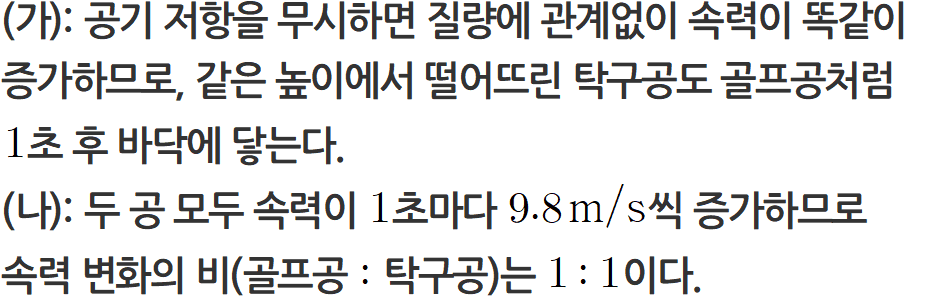 (가): 공기 저항을 무시하면 질량에 관계없이 속력이 똑같이
증가하므로, 같은 높이에서 떨어뜨린 탁구공도 골프공처럼
1초 후 바닥에 닿는다.
(나): 두 공 모두 속력이 1초마다 9.8m/s씩 증가하므로
속력 변화의 비(골프공 : 탁구공)는 1 : 1이다.